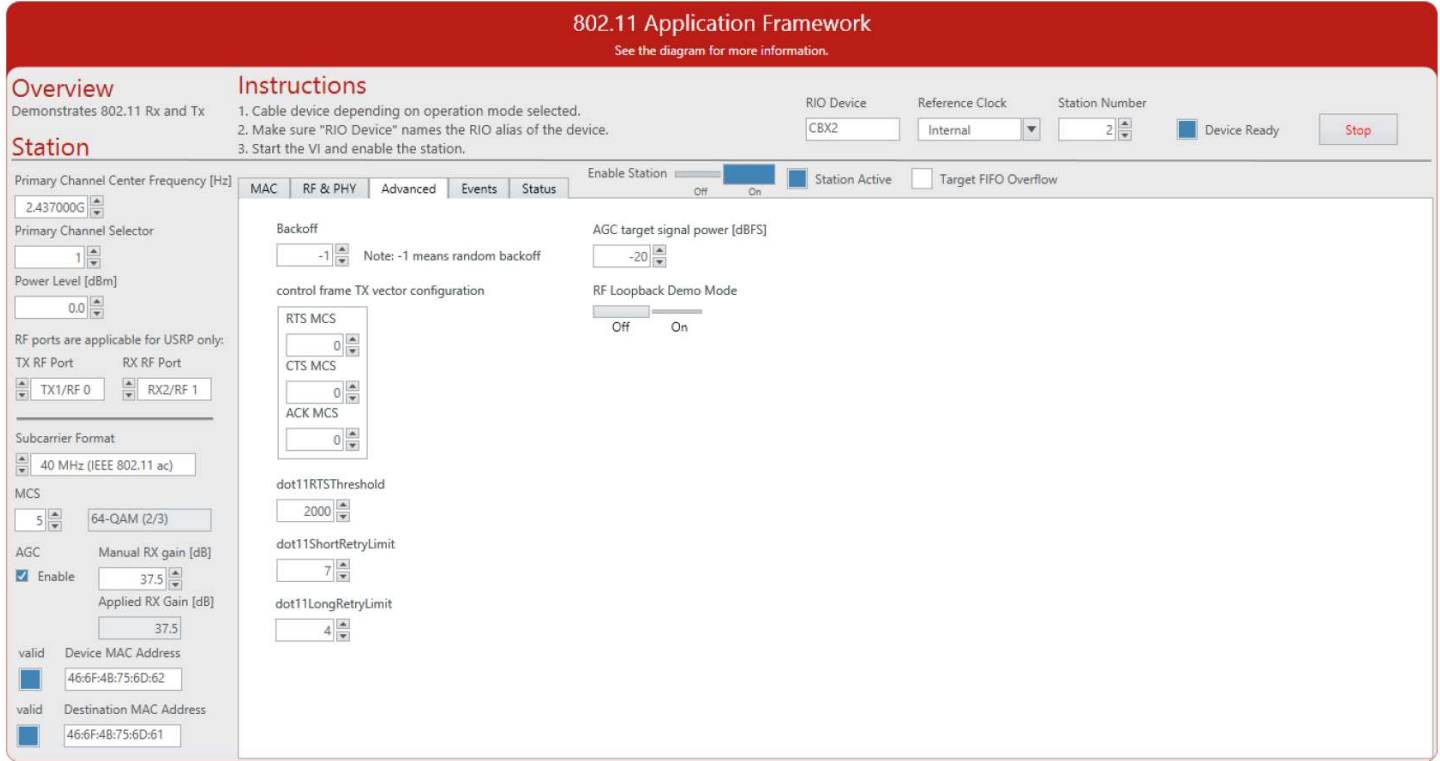 802.11 Application Framework
See the diagram for more information.
Overview
Demonstrates 802.11 Rx and Tx
Instructions
1. Cable device depending on operation mode selected.
2. Make sure "RIO Device" names the RIO alias of the device.
3. Start the VI and enable the station.
RIO Device
CBX2
Reference Clock
Internal
Station Number
2
Device Ready
Stop
Station
Primary Channel Center Frequency [Hz]
2.437000G
Primary Channel Selector
1
Power Level [dBm]
0.0
RF ports are applicable for USRP only:
TX RF Port RX RF Port
TX1/RF 0 RX2/RF 1
Subcarrier Format
40 MHz (IEEE 802.11 ac)
MCS
5 64-QAM (2/3)
AGC Manual RX gain [dB]
Enable 37.5
Applied RX Gain [dB]
37.5
valid Device MAC Address
46:6F:4B:75:6D:62
valid Destination MAC Address
46:6F:4B:75:6D:61
MAC RF & PHY Advanced Events Status
Enable Station
Off On
Station Active
Target FIFO Overflow
Backoff
-1 Note: -1 means random backoff
control frame TX vector configuration
RTS MCS
0
CTS MCS
0
ACK MCS
0
dot11RTSThreshold
2000
dot11ShortRetryLimit
7
dot11LongRetryLimit
4
AGC target signal power [dBFS]
-20
RF Loopback Demo Mode
Off On